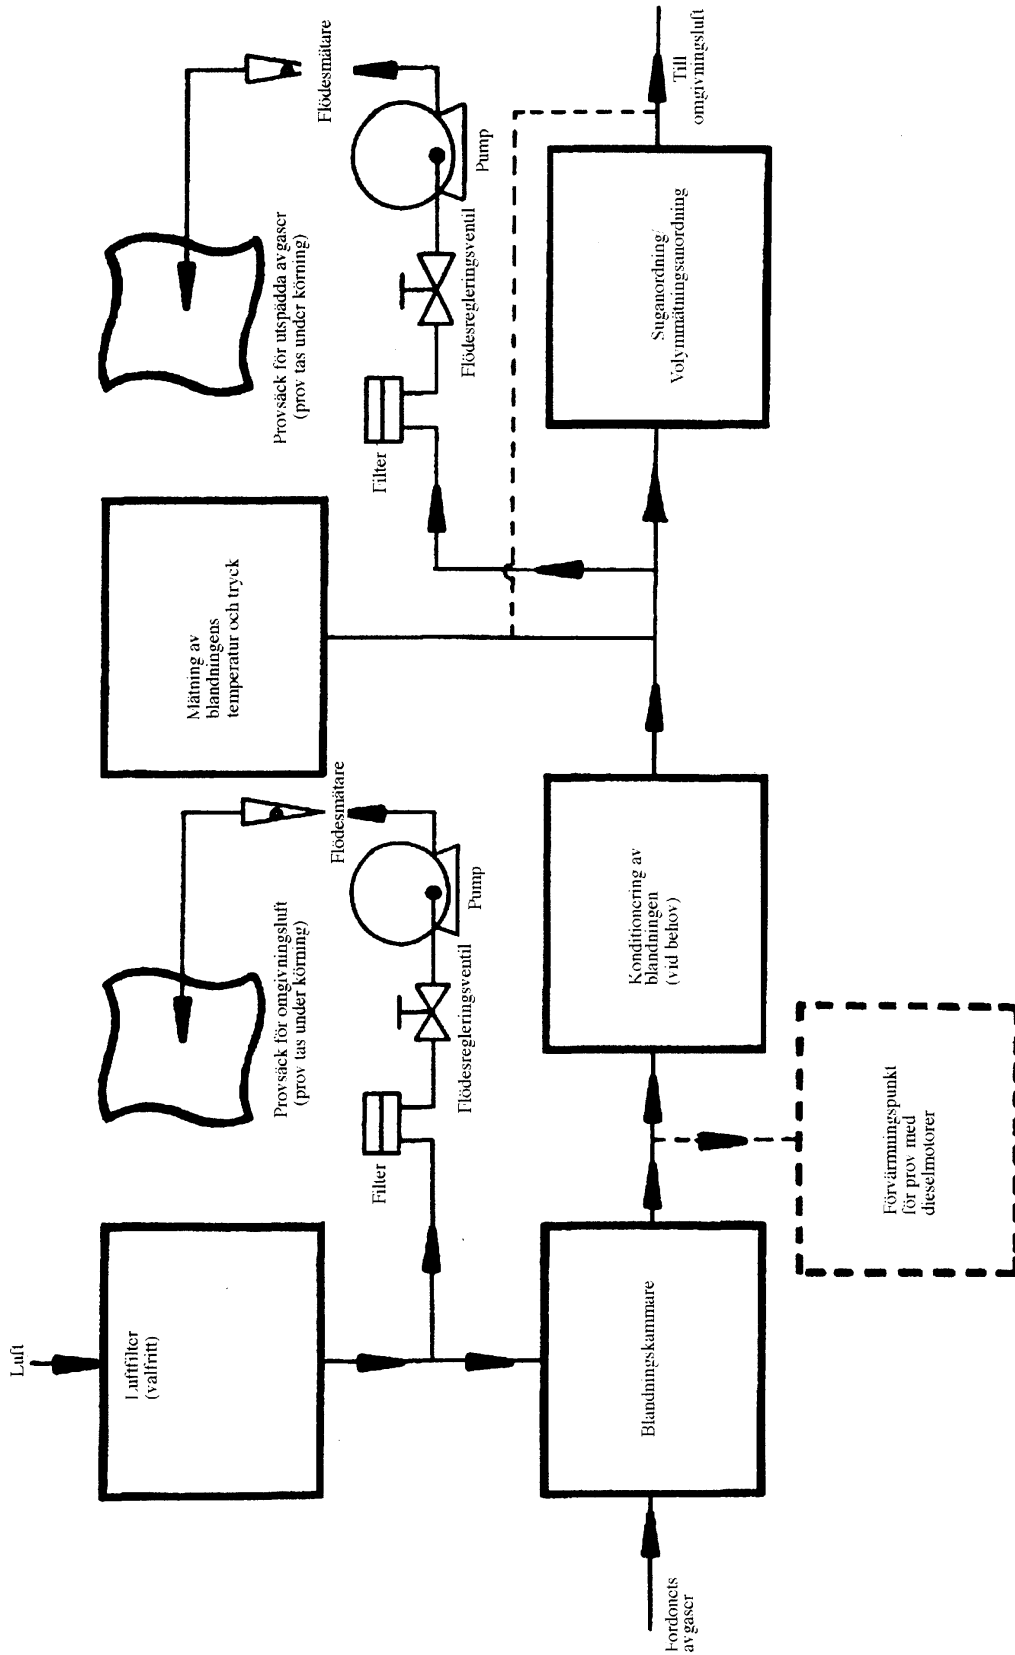 Luft
Luftfilter
(valfritt)
Provsäck för omgivningsluft
(prov tas under körning)
Flödesmätare
Pump
Flödesregleringsventil
Filter
Mätning av
blandningens
temperatur och tryck
Provsäck för utspädda avgaser
(prov tas under körning)
Flödesmätare
Pump
Flödesregleringsventil
Filter
Fordonets
avgaser
Blandningskammare
Konditionering av
blandningen
(vid behov)
Suganordning/
Volymmätningsanordning
Till
omgivningsluft
Förvärmningspunkt
för prov med
dieselmotorer